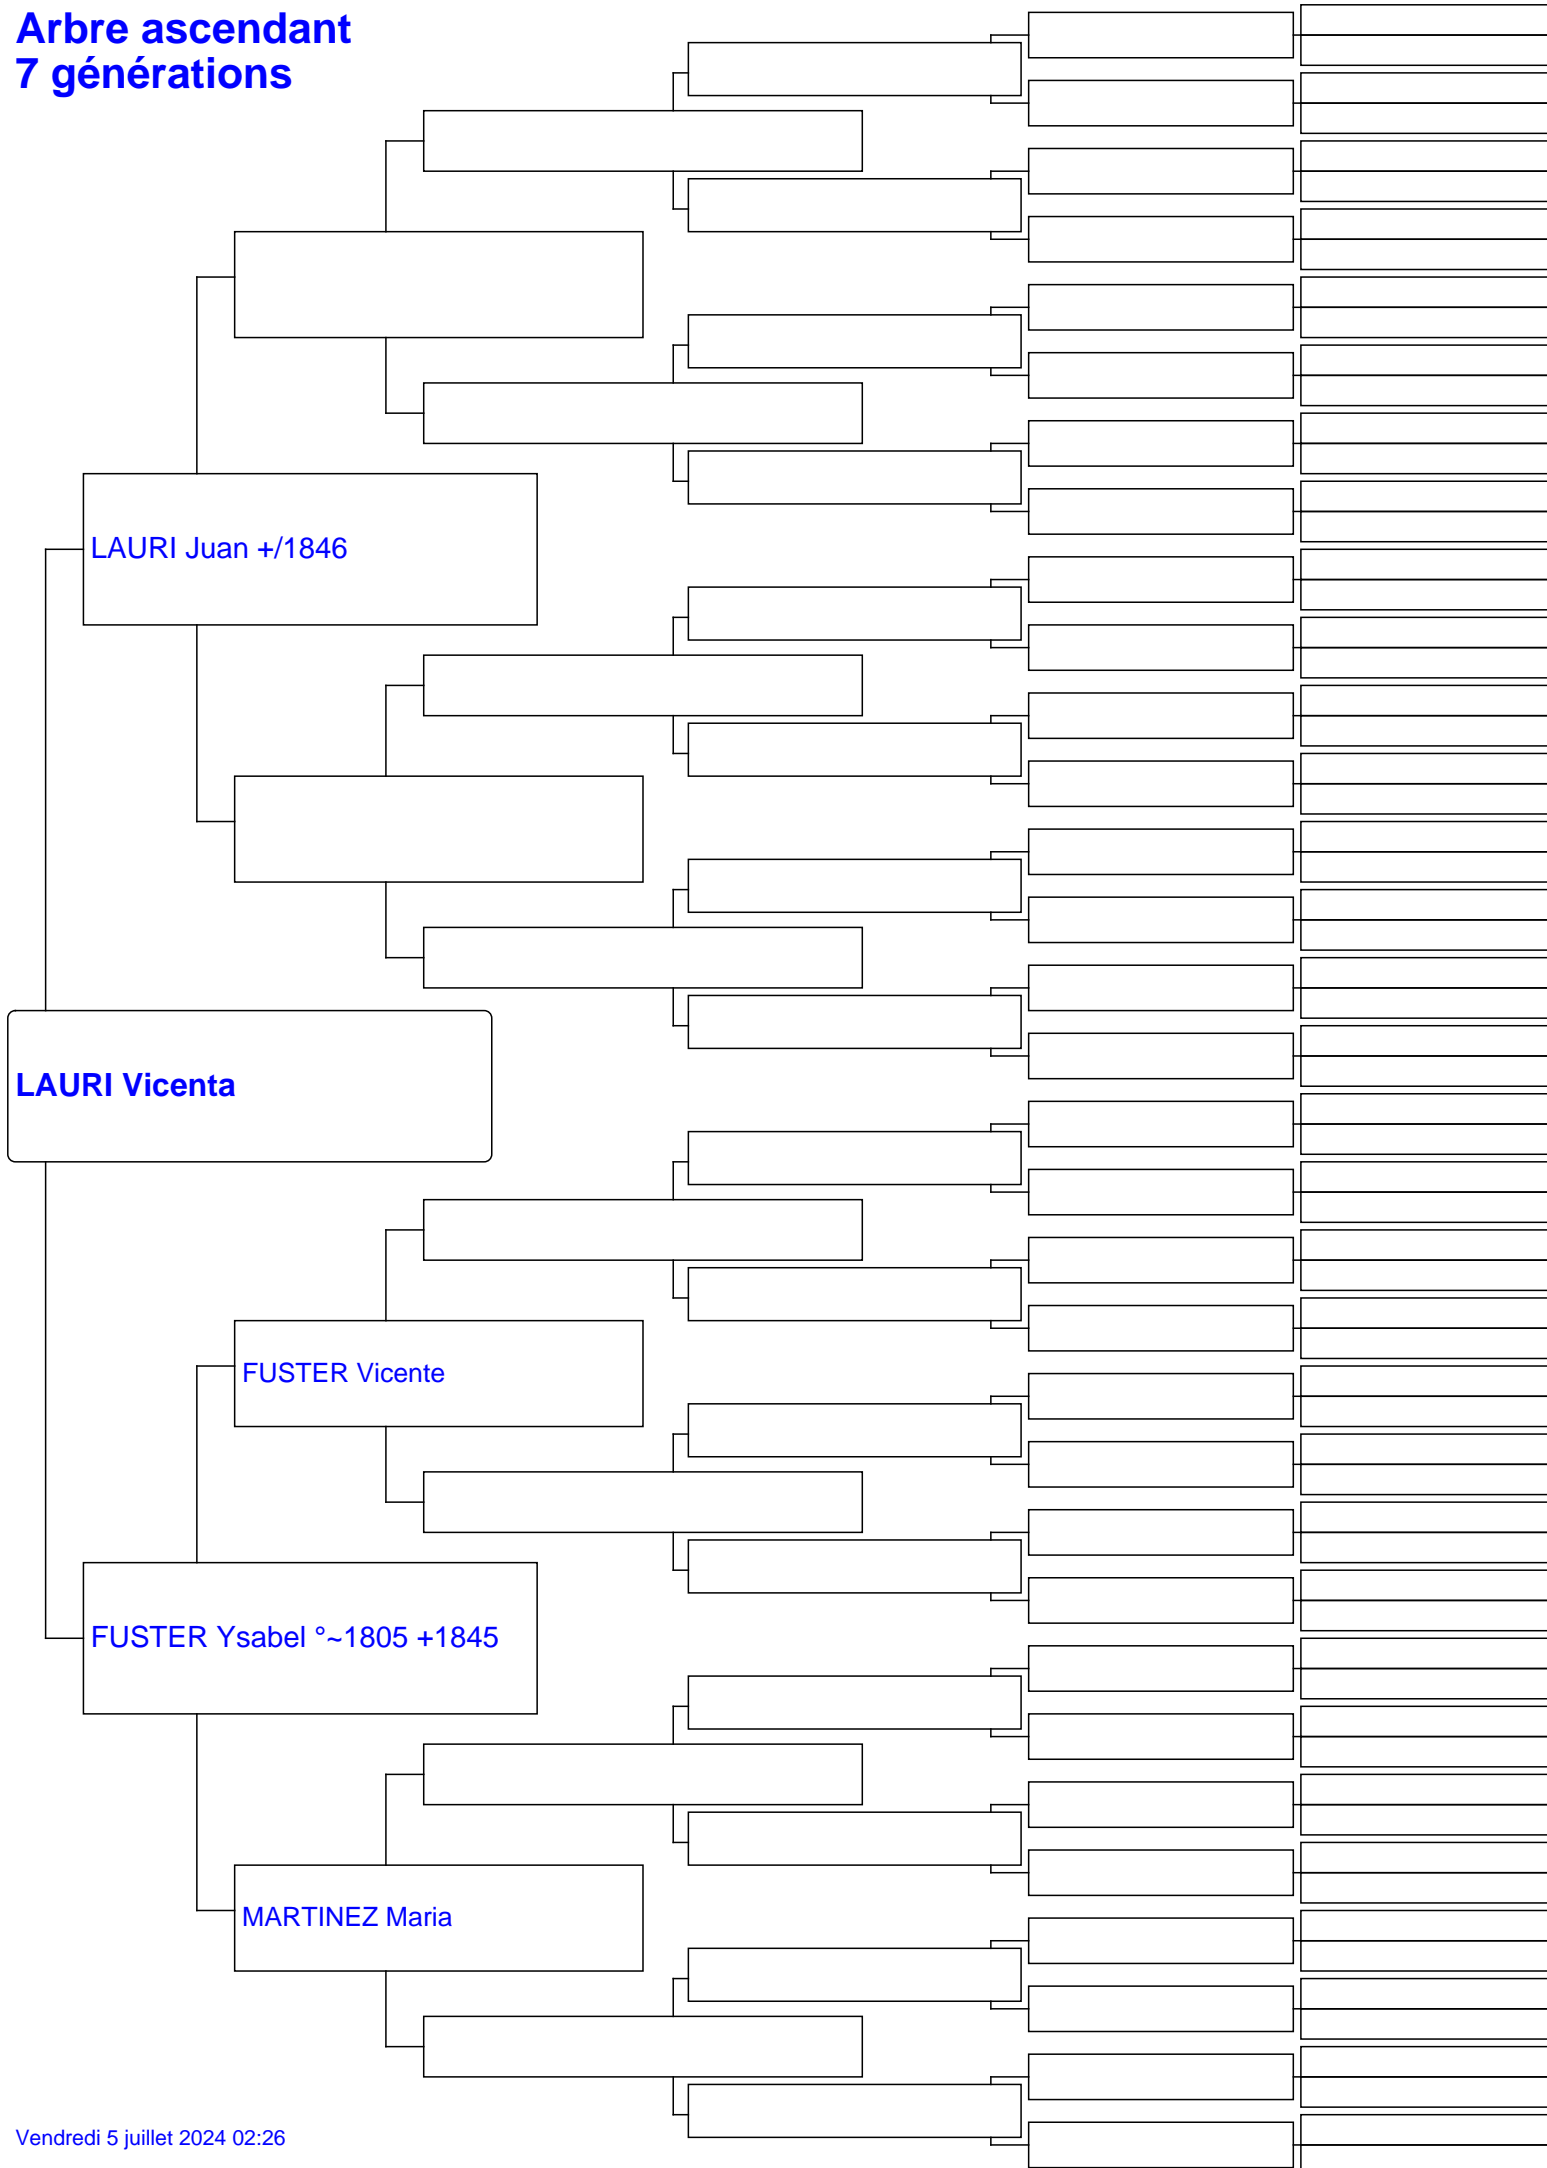 Arbre ascendant
7 générations
LAURI Juan +/1846
LAURI Vicenta
FUSTER Vicente
FUSTER Ysabel °~1805 +1845
MARTINEZ Maria
Vendredi 5 juillet 2024 02:26